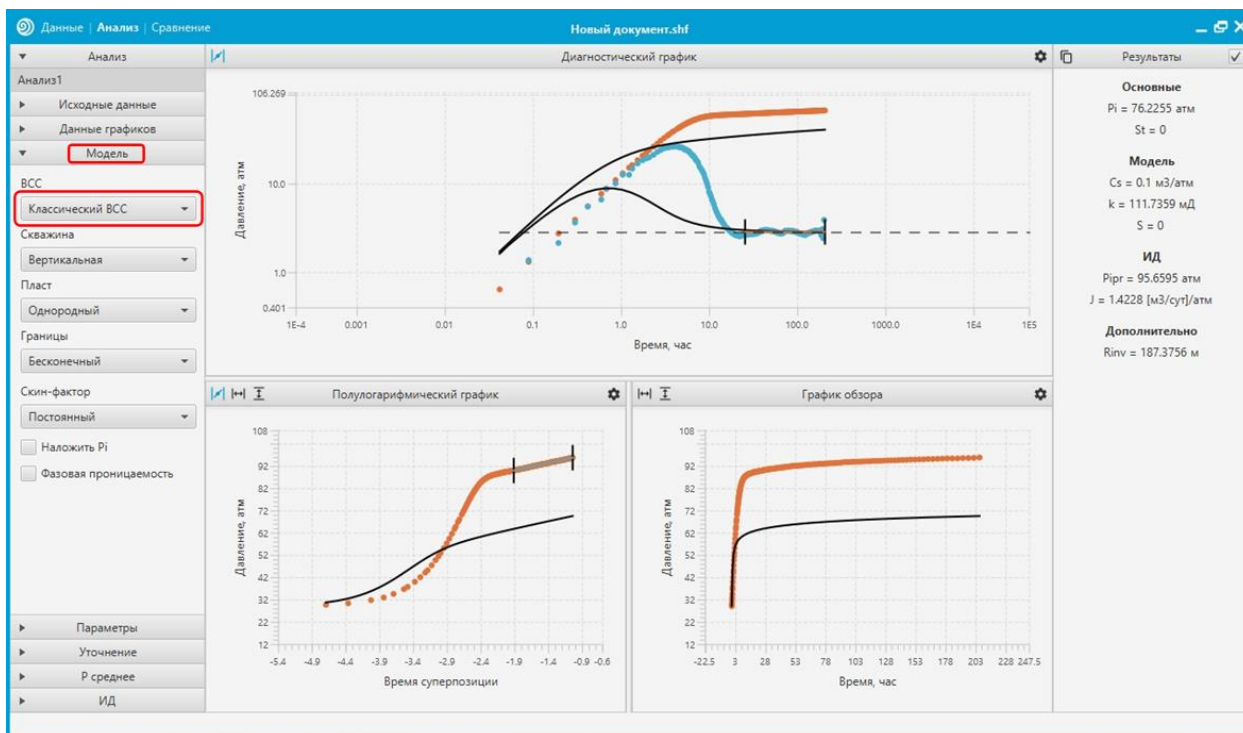 Данные | Анализ | Сравнение
Новый документ.shf
Анализ
Анализ1
Исходные данные
Данные графиков
Модель
ВСС
Классический ВСС
Скважина
Вертикальная
Пласт
Однородный
Границы
Бесконечный
Скин-фактор
Постоянный
Наложить Pi
Фазовая проницаемость
Параметры
Уточнение
P среднее
ИД
Диагностический график
Давление, атм
106.269
10.0
1.0
0.401
1E-4 0.001 0.01 0.1 1.0 10.0 100.0 1000.0 1E4 1E5
Время, час
Полулогарифмический график
Давление, атм
108
92
82
72
62
52
42
32
22
12
-5.4 -4.9 -4.4 -3.9 -3.4 -2.9 -2.4 -1.9 -1.4 -0.9 -0.6
Время суперпозиции
График обзора
Давление, атм
108
92
82
72
62
52
42
32
22
12
-22.5 3 28 53 78 103 128 153 178 203 228 247.5
Время, час
Результаты
Основные
Pi = 76.2255 атм
St = 0
Модель
Cs = 0.1 м3/атм
k = 111.7359 мД
S = 0
ИД
Pipr = 95.6595 атм
J = 1.4228 [м3/сут]/атм
Дополнительно
Rinv = 187.3756 м